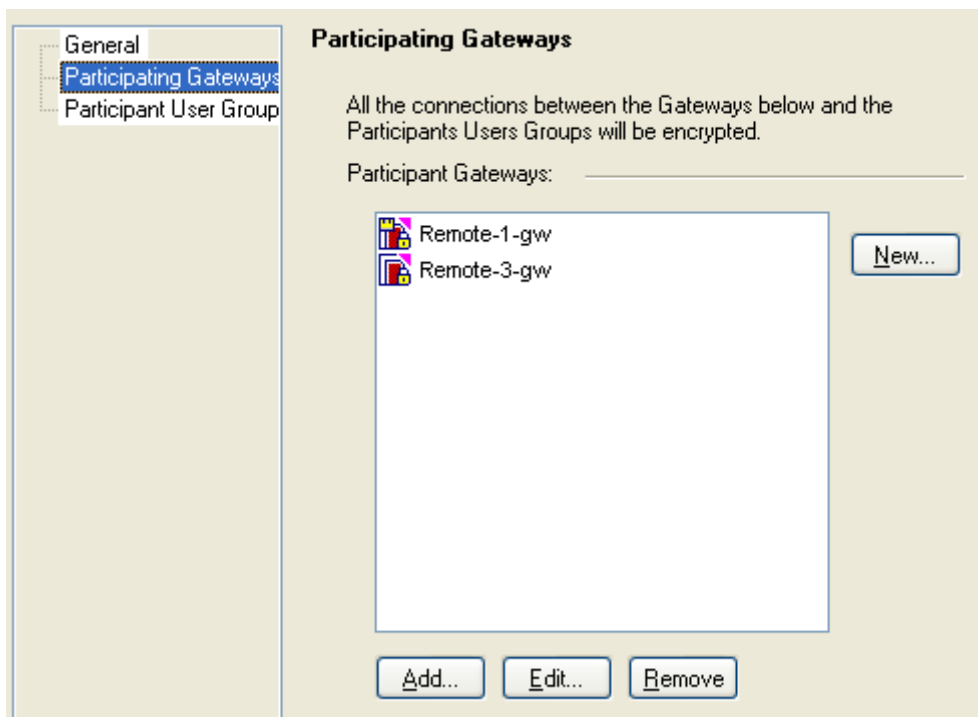 General
Participating Gateways
Participant User Group
Participating Gateways
All the connections between the Gateways below and the
Participants Users Groups will be encrypted.
Participant Gateways:
Remote-1-gw
Remote-3-gw
New...
Add...
Edit...
Remove